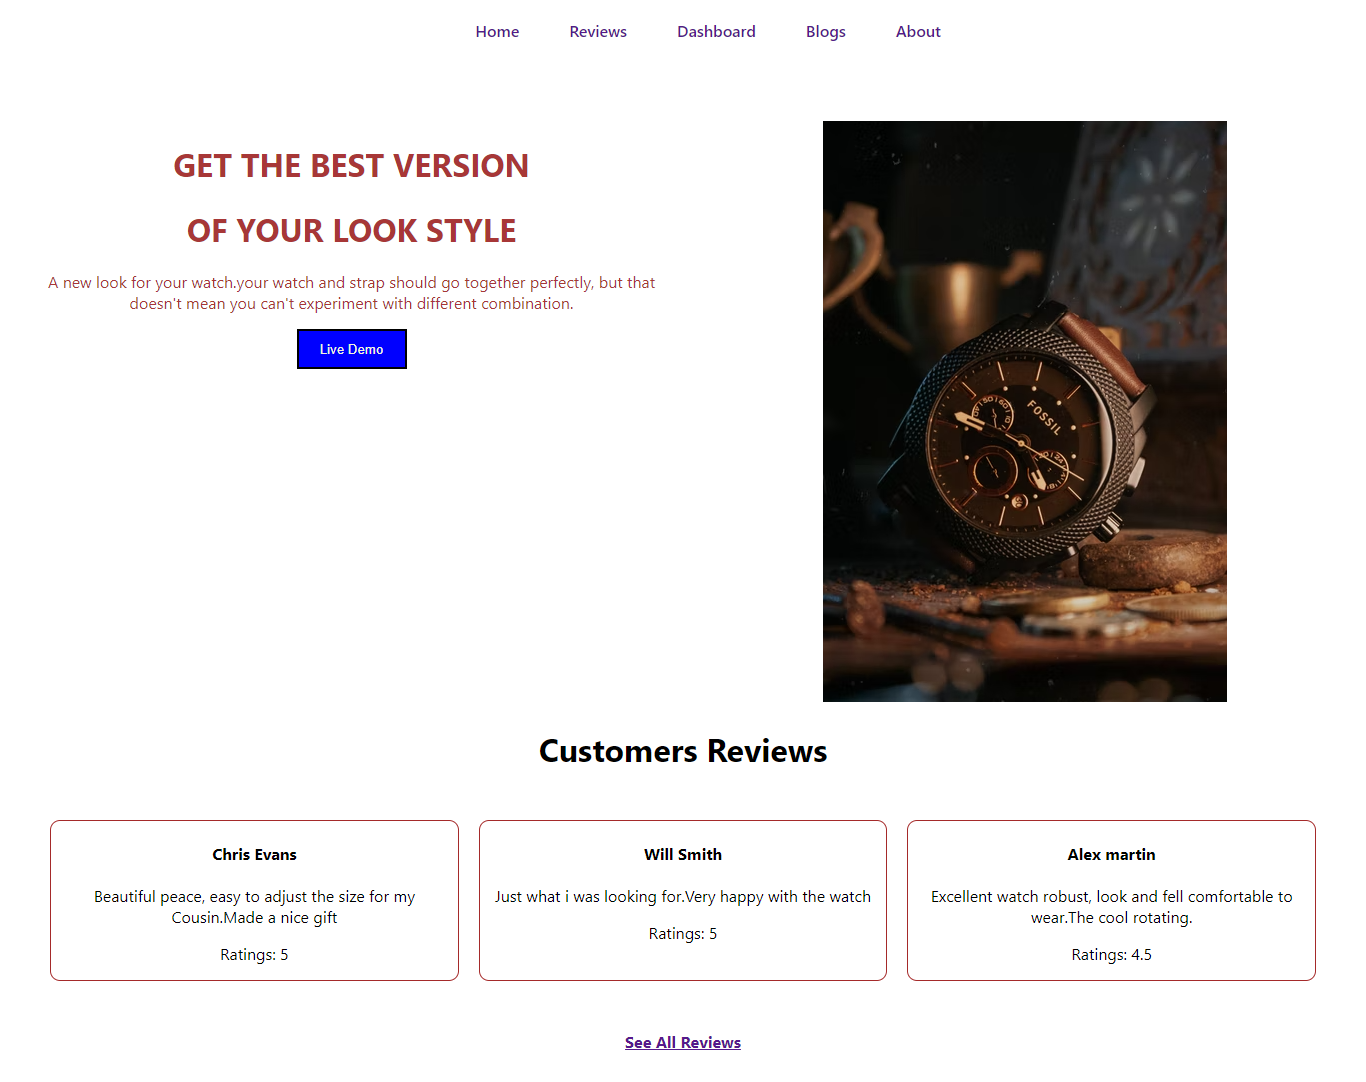 Home Reviews Dashboard Blogs About
GET THE BEST VERSION
OF YOUR LOOK STYLE
A new look for your watch.your watch and strap should go together perfectly, but that
doesn't mean you can't experiment with different combination.
Live Demo
FOSSIL
Customers Reviews
Chris Evans
Beautiful peace, easy to adjust the size for my
Cousin.Made a nice gift
Ratings: 5
Will Smith
Just what i was looking for.Very happy with the watch
Ratings: 5
Alex martin
Excellent watch robust, look and fell comfortable to
wear.The cool rotating.
Ratings: 4.5
See All Reviews